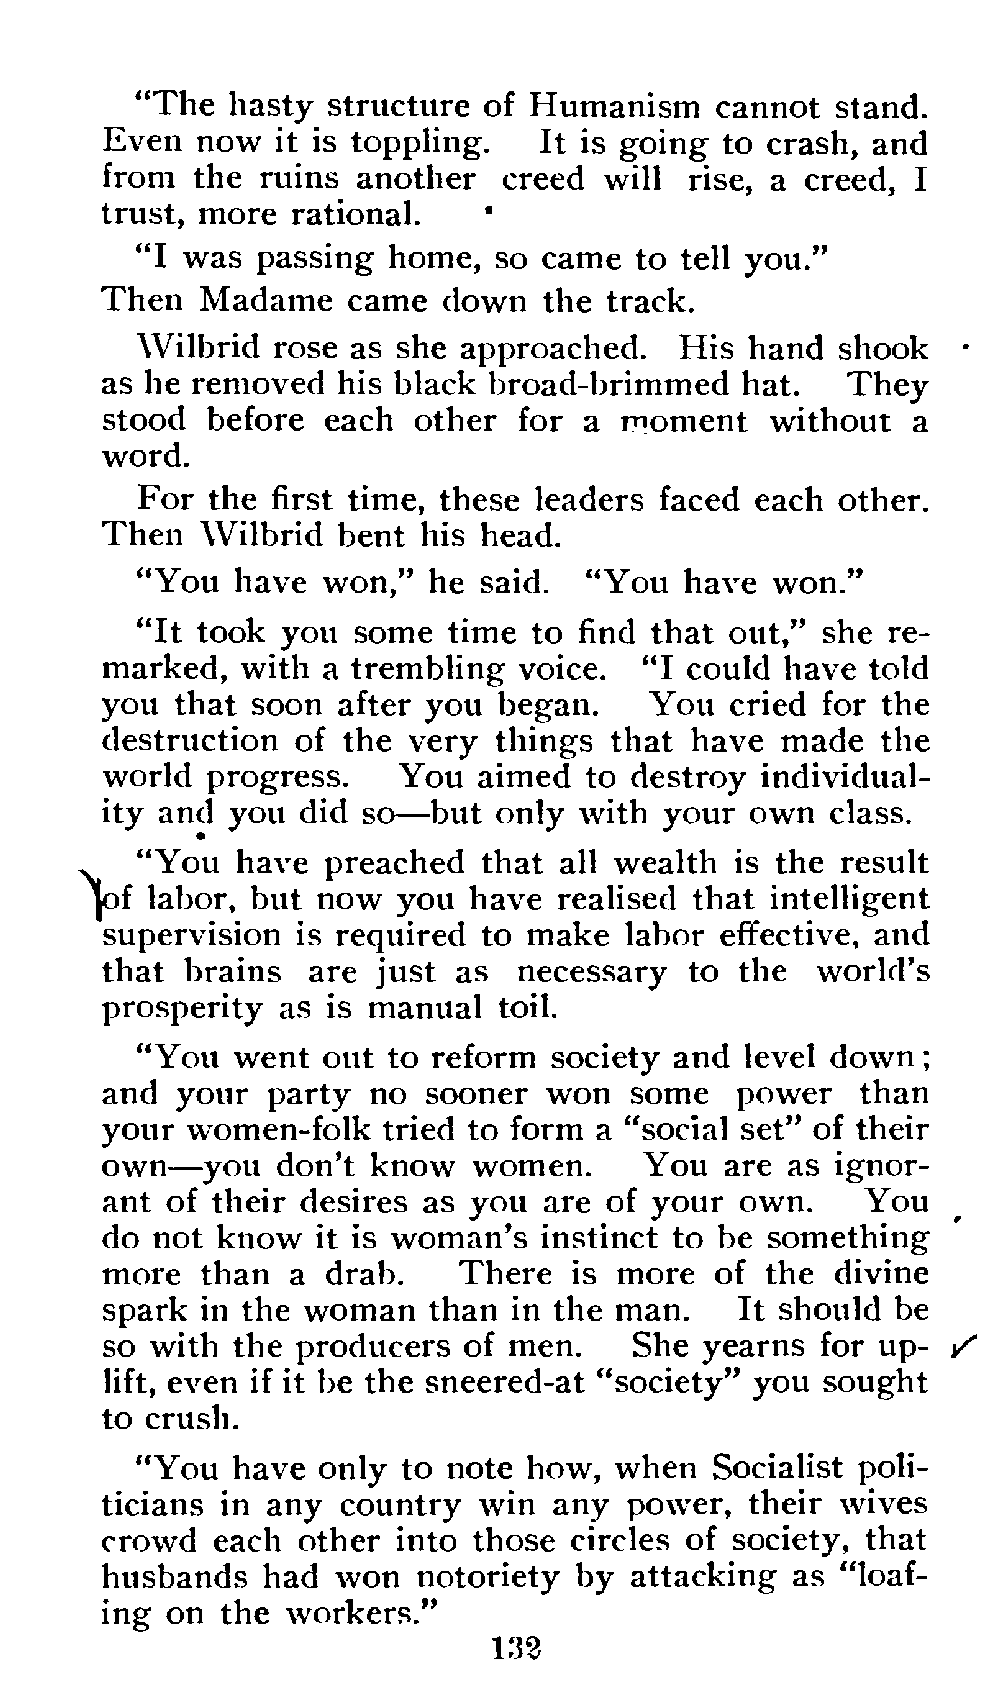 “The hasty structure of Humanism cannot stand.
Even now it is toppling. It is going to crash, and
from the ruins another creed will rise, a creed, I
trust, more rational.
“I was passing home, so came to tell you.”
Then Madame came down the track.
Wilbrid rose as she approached. His hand shook
as he removed his black broad-brimmed hat. They
stood before each other for a moment without a
word.
For the first time, these leaders faced each other.
Then Wilbrid bent his head.
“You have won,” he said. “You have won.”
“It took you some time to find that out,” she re-
marked, with a trembling voice. “I could have told
you that soon after you began. You cried for the
destruction of the very things that have made the
world progress. You aimed to destroy individual-
ity and you did so—but only with your own class.
“You have preached that all wealth is the result
of labor, but now you have realised that intelligent
supervision is required to make labor effective, and
that brains are just as necessary to the world’s
prosperity as is manual toil.
“You went out to reform society and level down;
and your party no sooner won some power than
your women-folk tried to form a “social set” of their
own—you don’t know women. You are as ignor-
ant of their desires as you are of your own. You
do not know it is woman’s instinct to be something
more than a drab. There is more of the divine
spark in the woman than in the man. It should be
so with the producers of men. She yearns for up-
lift, even if it be the sneered-at “society” you sought
to crush.
“You have only to note how, when Socialist poli-
ticians in any country win any power, their wives
crowd each other into those circles of society, that
husbands had won notoriety by attacking as “loaf-
ing on the workers.”
132